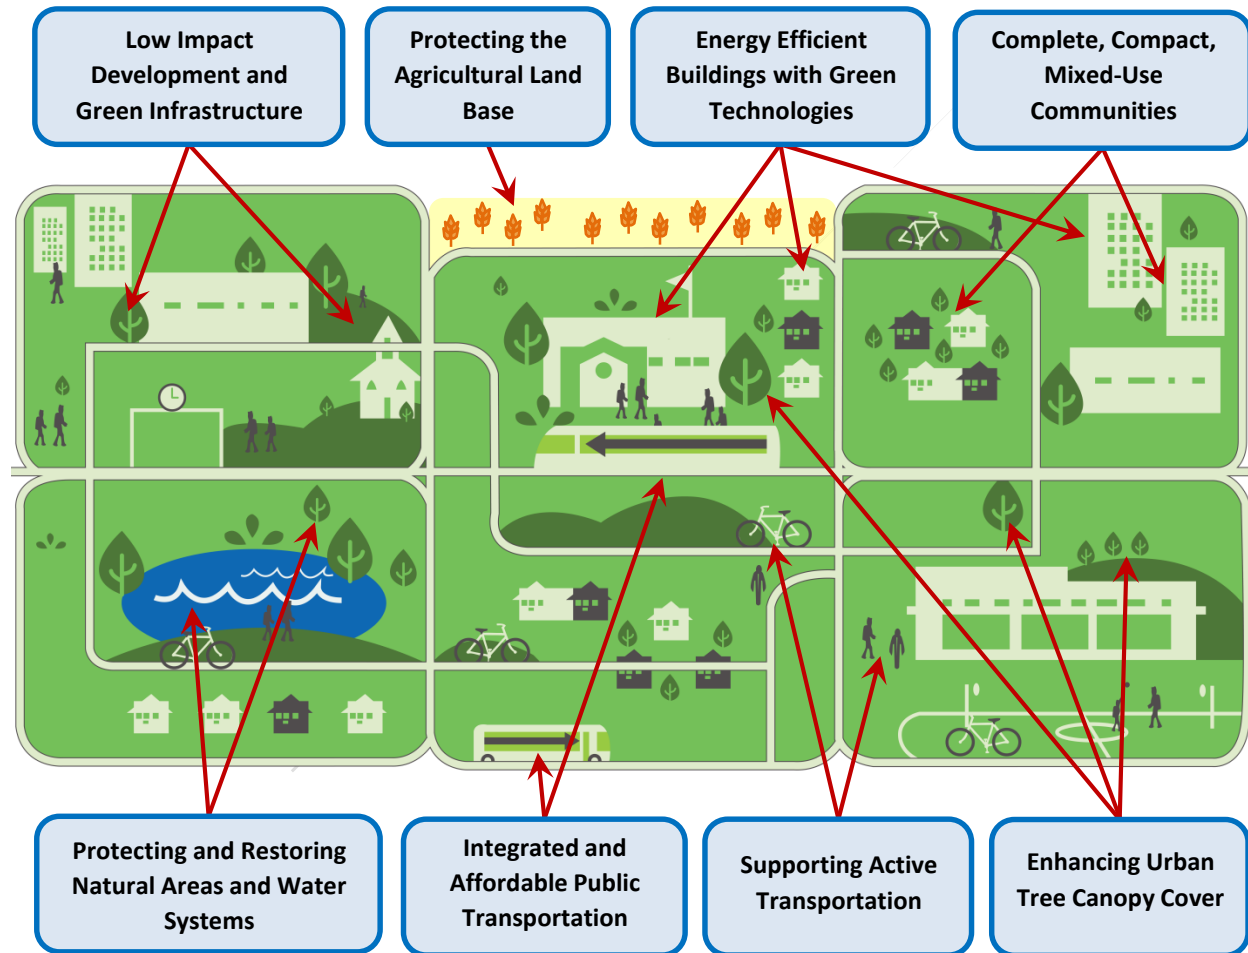 Low Impact
Development and
Green Infrastructure
Protecting the
Agricultural Land
Base
Energy Efficient
Buildings with Green
Technologies
Complete, Compact,
Mixed-Use
Communities
Protecting and Restoring
Natural Areas and Water
Systems
Integrated and
Affordable Public
Transportation
Supporting Active
Transportation
Enhancing Urban
Tree Canopy Cover